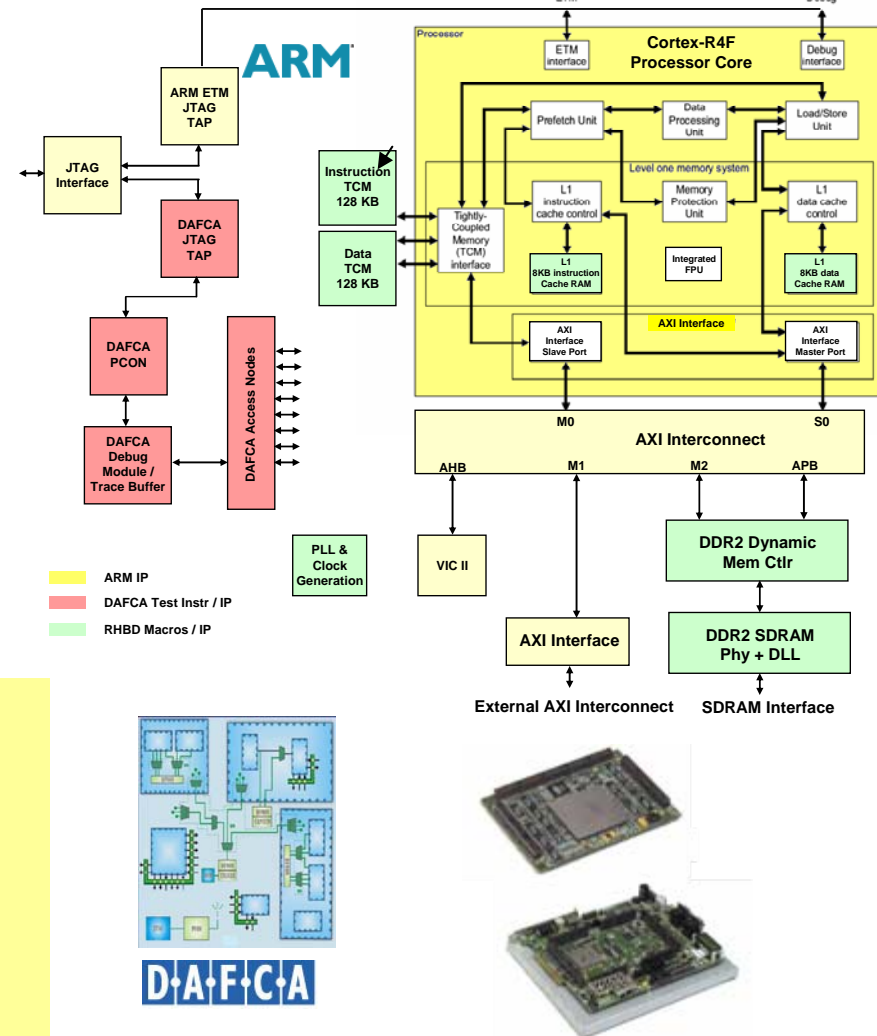 Processor
ARM
Cortex-R4F
Processor Core
ETM
interface
Debug
interface
ARM ETM
JTAG
TAP
JTAG
Interface
DAFCA
JTAG
TAP
DAFCA
PCON
DAFCA
Debug
Module /
Trace Buffer
DAFCA Access Nodes
Instruction
TCM
128 KB
Data
TCM
128 KB
Prefetch Unit
Data
Processing
Unit
Load/Store
Unit
Level one memory system
Tightly-
Coupled
Memory
(TCM)
interface
L1
instruction
cache control
Memory
Protection
Unit
L1
data cache
control
L1
8KB instruction
Cache RAM
Integrated
FPU
L1
8KB data
Cache RAM
AXI Interface
AXI
Interface
Slave Port
AXI
Interface
Master Port
M0
S0
AXI Interconnect
AHB
M1
M2
APB
PLL &
Clock
Generation
VIC II
DDR2 Dynamic
Mem Ctlr
AXI Interface
DDR2 SDRAM
Phy + DLL
External AXI Interconnect
SDRAM Interface
ARM IP
DAFCA Test Instr / IP
RHBD Macros / IP
D·A·F·C·A